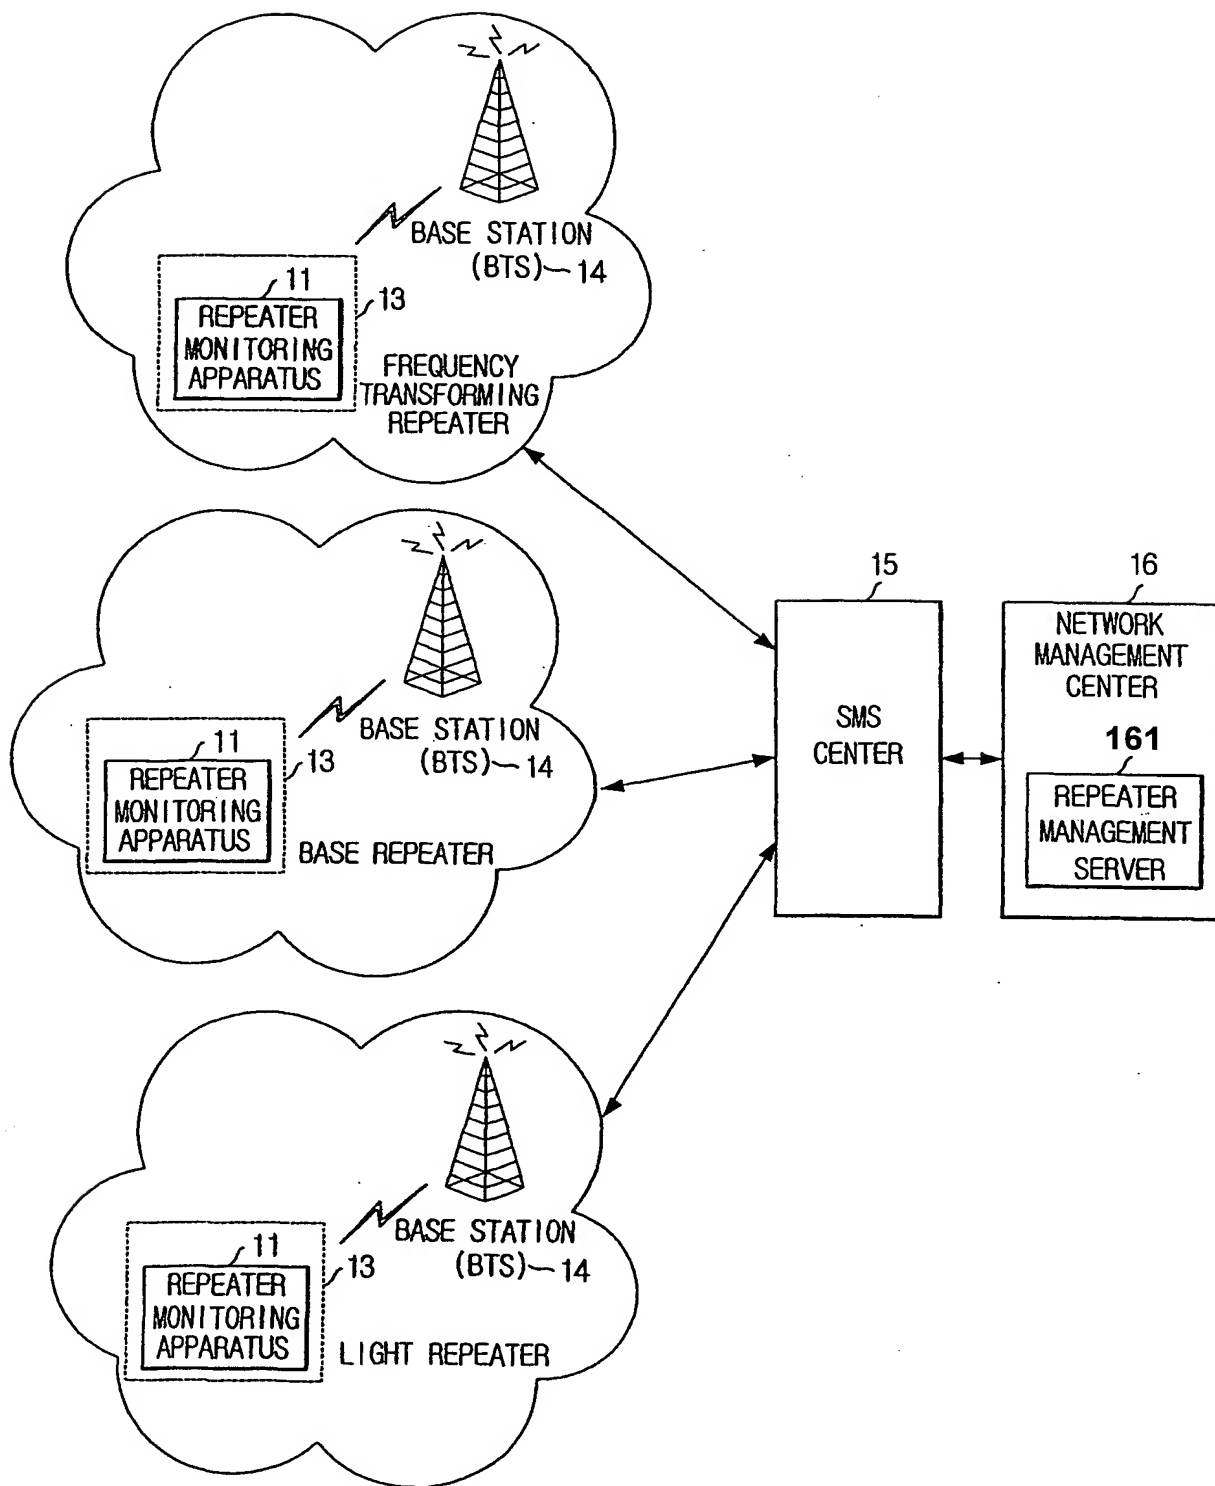 BASE STATION
(BTS) 14
11
13
REPEATER
MONITORING
APPARATUS
FREQUENCY
TRANSFORMING
REPEATER
BASE STATION
(BTS) 14
11
13
REPEATER
MONITORING
APPARATUS
BASE REPEATER
BASE STATION
(BTS) 14
11
13
REPEATER
MONITORING
APPARATUS
LIGHT REPEATER
15
SMS
CENTER
16
NETWORK
MANAGEMENT
CENTER
161
REPEATER
MANAGEMENT
SERVER